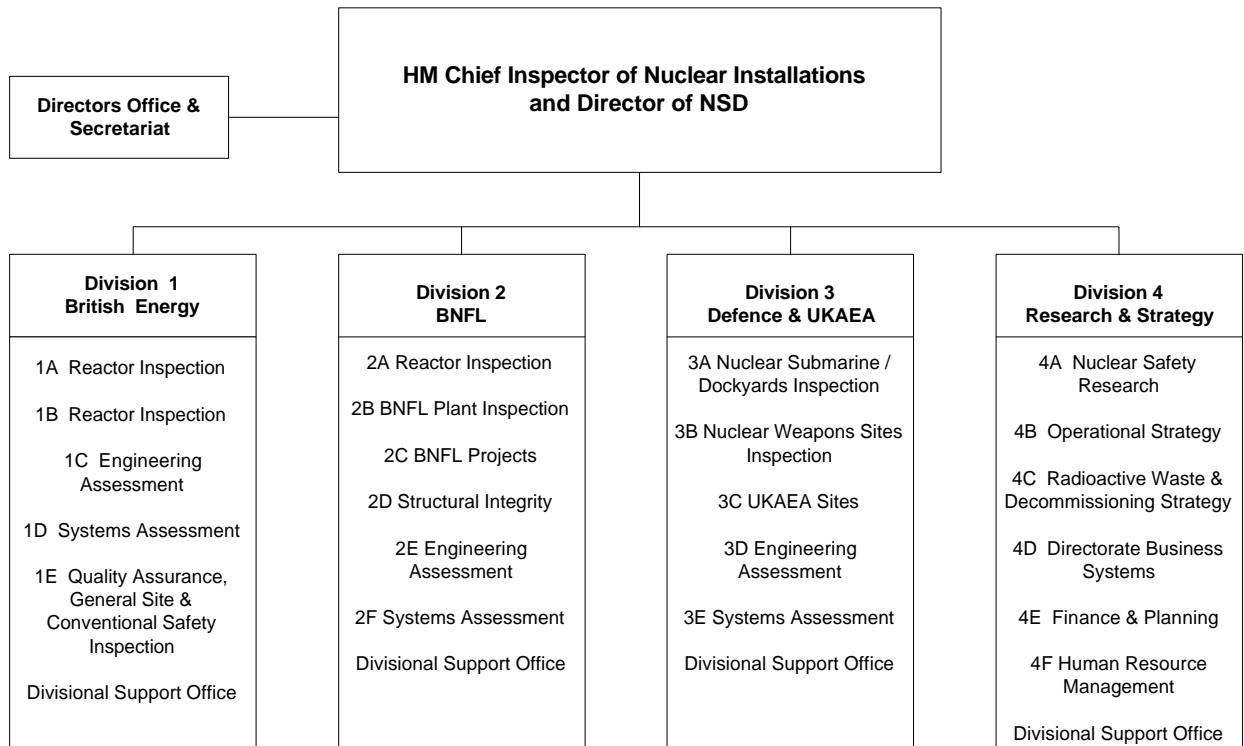 HM Chief Inspector of Nuclear Installations
and Director of NSD
Directors Office &
Secretariat
Division 1
British Energy
1A Reactor Inspection
1B Reactor Inspection
1C Engineering
Assessment
1D Systems Assessment
1E Quality Assurance,
General Site &
Conventional Safety
Inspection
Divisional Support Office
Division 2
BNFL
2A Reactor Inspection
2B BNFL Plant Inspection
2C BNFL Projects
2D Structural Integrity
2E Engineering
Assessment
2F Systems Assessment
Divisional Support Office
Division 3
Defence & UKAEA
3A Nuclear Submarine /
Dockyards Inspection
3B Nuclear Weapons Sites
Inspection
3C UKAEA Sites
3D Engineering
Assessment
3E Systems Assessment
Divisional Support Office
Division 4
Research & Strategy
4A Nuclear Safety
Research
4B Operational Strategy
4C Radioactive Waste &
Decommissioning Strategy
4D Directorate Business
Systems
4E Finance & Planning
4F Human Resource
Management
Divisional Support Office